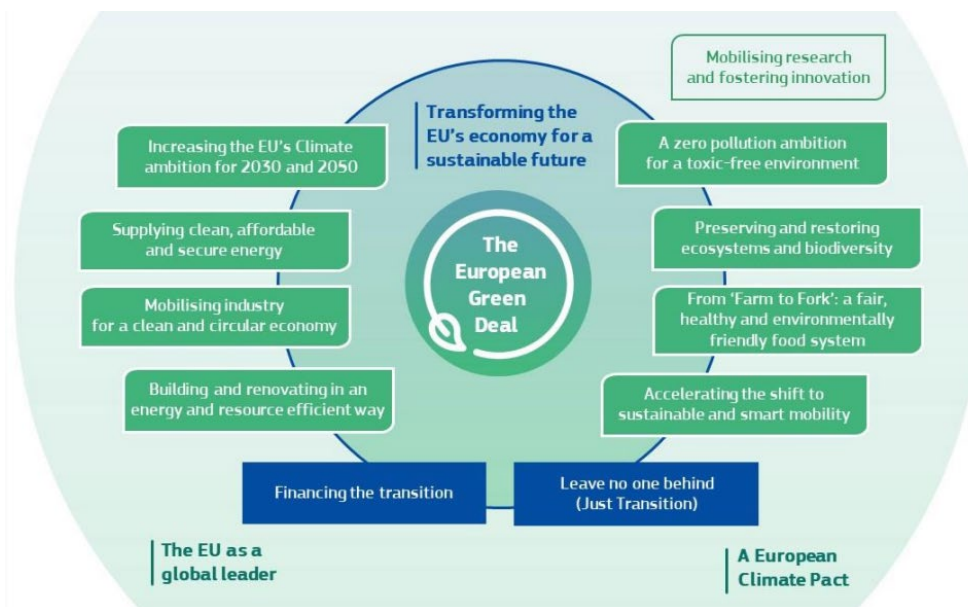 Mobilising research
and fostering innovation
Transforming the
EU's economy for a
sustainable future
Increasing the EU's Climate
ambition for 2030 and 2050
A zero pollution ambition
for a toxic-free environment
Supplying clean, affordable
and secure energy
Preserving and restoring
ecosystems and biodiversity
The
European
Green
Deal
Mobilising industry
for a clean and circular economy
From ‘Farm to Fork’: a fair,
healthy and environmentally
friendly food system
Building and renovating in an
energy and resource efficient way
Accelerating the shift to
sustainable and smart mobility
Financing the transition
Leave no one behind
(Just Transition)
The EU as a
global leader
A European
Climate Pact